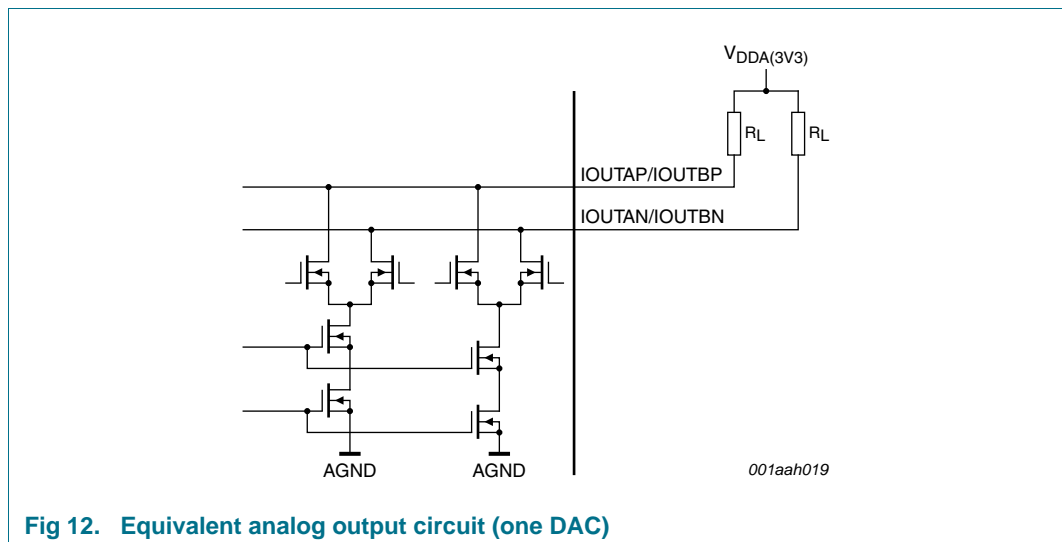 VDDA(3V3)
RL RL
IOUTAP/IOUTBP
IOUTAN/IOUTBN
AGND AGND
001aah019
Fig 12. Equivalent analog output circuit (one DAC)